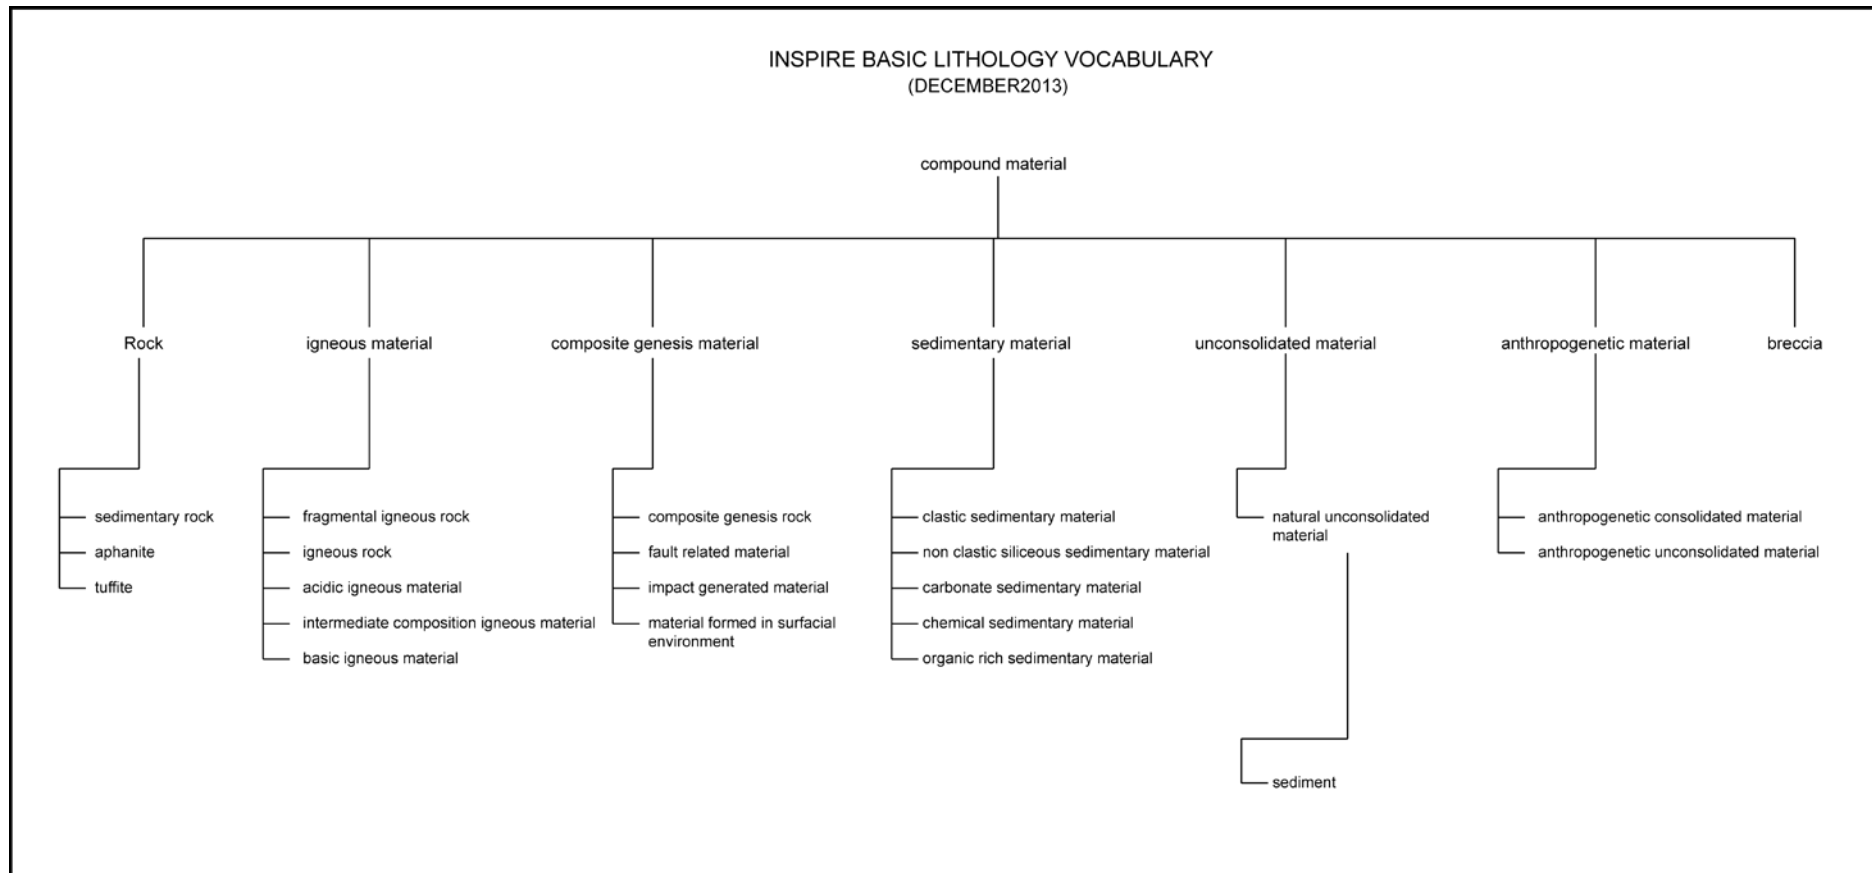 INSPIRE BASIC LITHOLOGY VOCABULARY
(DECEMBER2013)
compound material
Rock
igneous material
composite genesis material
sedimentary material
unconsolidated material
anthropogenetic material
breccia
sedimentary rock
aphanite
tuffite
fragmental igneous rock
igneous rock
acidic igneous material
intermediate composition igneous material
basic igneous material
composite genesis rock
fault related material
impact generated material
material formed in surfacial
environment
clastic sedimentary material
non clastic siliceous sedimentary material
carbonate sedimentary material
chemical sedimentary material
organic rich sedimentary material
natural unconsolidated
material
sediment
anthropogenetic consolidated material
anthropogenetic unconsolidated material